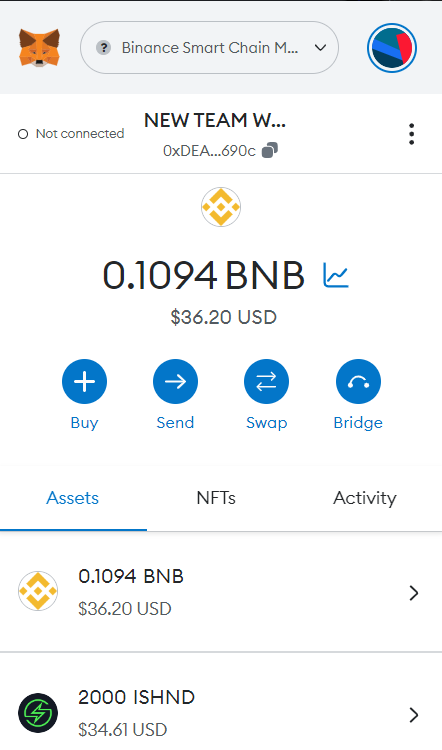 Binance Smart Chain M...
Not connected
NEW TEAM W...
0xDEA...690c
0.1094 BNB
$36.20 USD
Buy
Send
Swap
Bridge
Assets
NFTs
Activity
0.1094 BNB
$36.20 USD
2000 ISHND
$34.61 USD